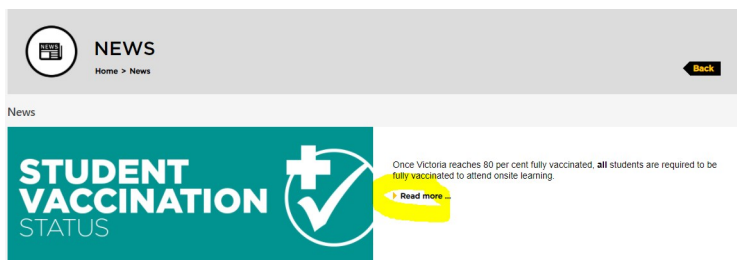 NEWS
NEWS
Home > News
Back
News
STUDENT
VACCINATION
STATUS
Once Victoria reaches 80 per cent fully vaccinated, all students are required to be
fully vaccinated to attend onsite learning.
Read more ...